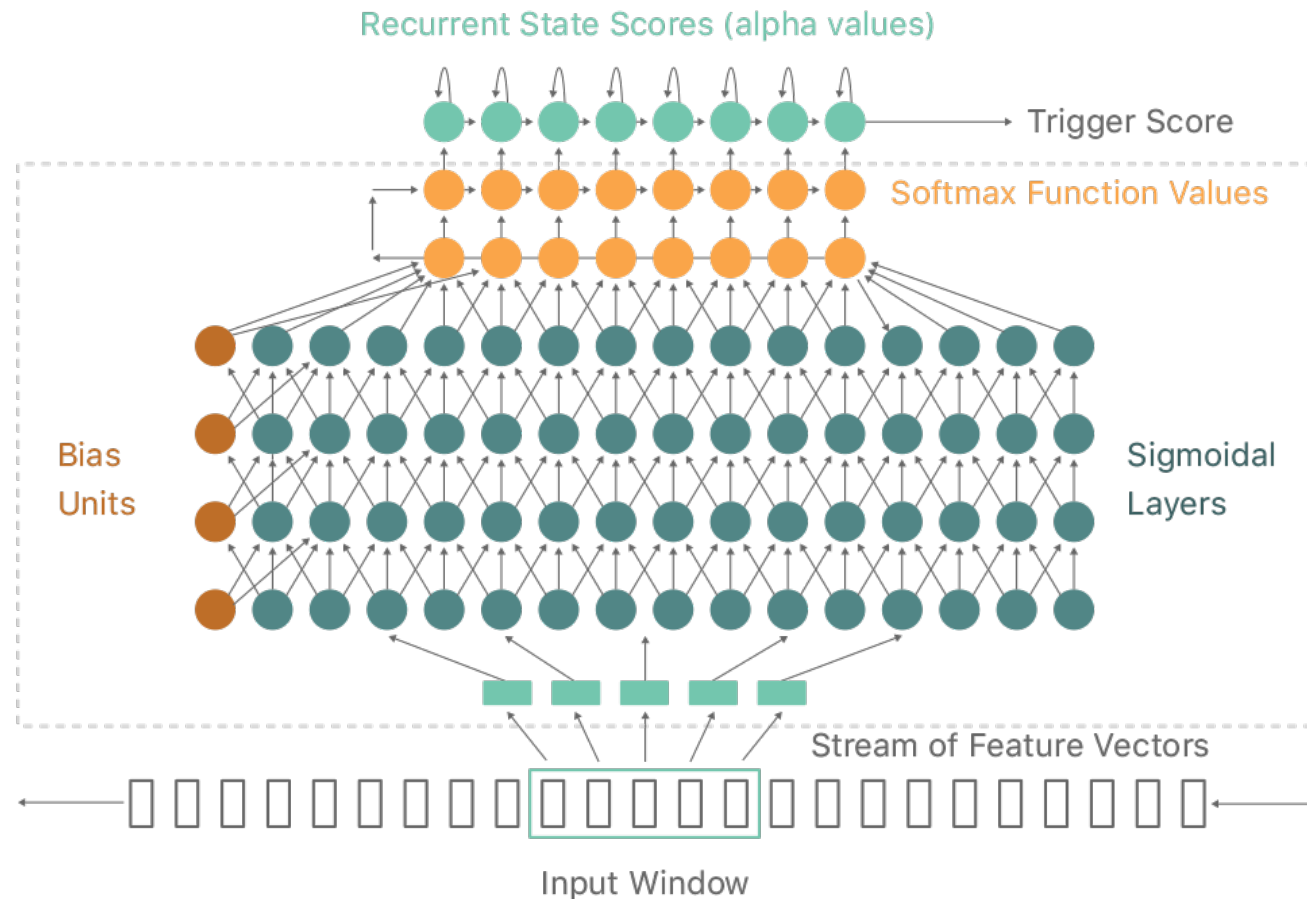 Recurrent State Scores (alpha values)
Trigger Score
Softmax Function Values
Bias
Units
Sigmoidal
Layers
Stream of Feature Vectors
Input Window